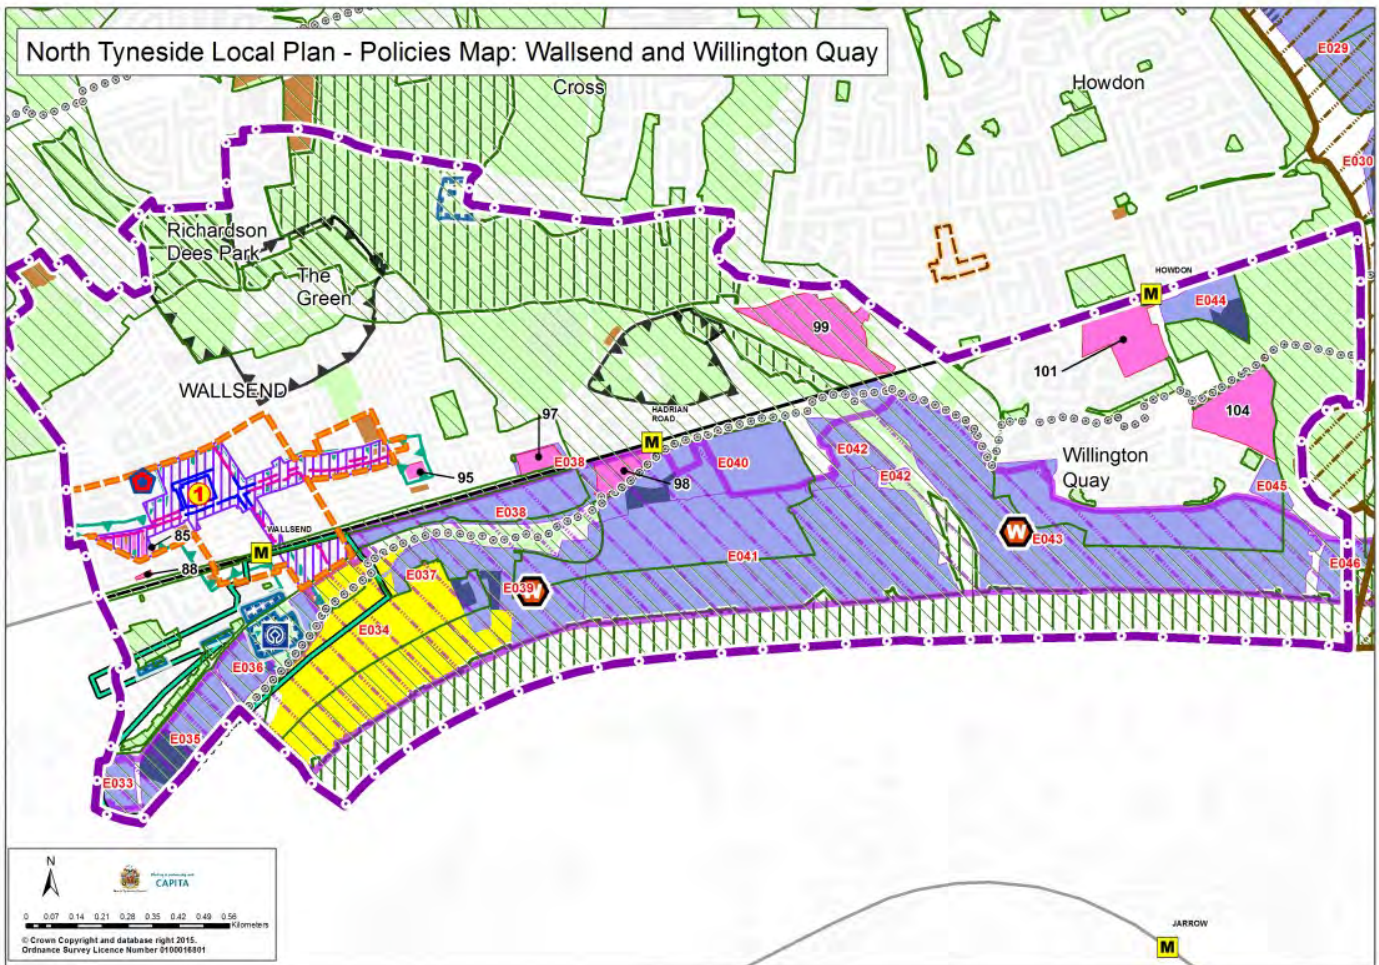 North Tyneside Local Plan - Policies Map: Wallsend and Willington Quay
E029
Cross
Howdon
E030
Richardson
Dees Park
The
Green
HOWDON
M
E044
99
101
WALLSEND
104
HADRIAN
ROAD
97
M
E038
E040
E042
Willington
Quay
95
98
E042
E045
1
E038
WALLSEND
85
M
W
E043
E041
E046
88
E037
E039
W
E034
E036
E035
E033
N
CAPITA
0 0.07 0.14 0.21 0.28 0.35 0.42 0.49 0.56
Kilometers
© Crown Copyright and database right 2015.
Ordnance Survey Licence Number 0100016801
JARROW
M